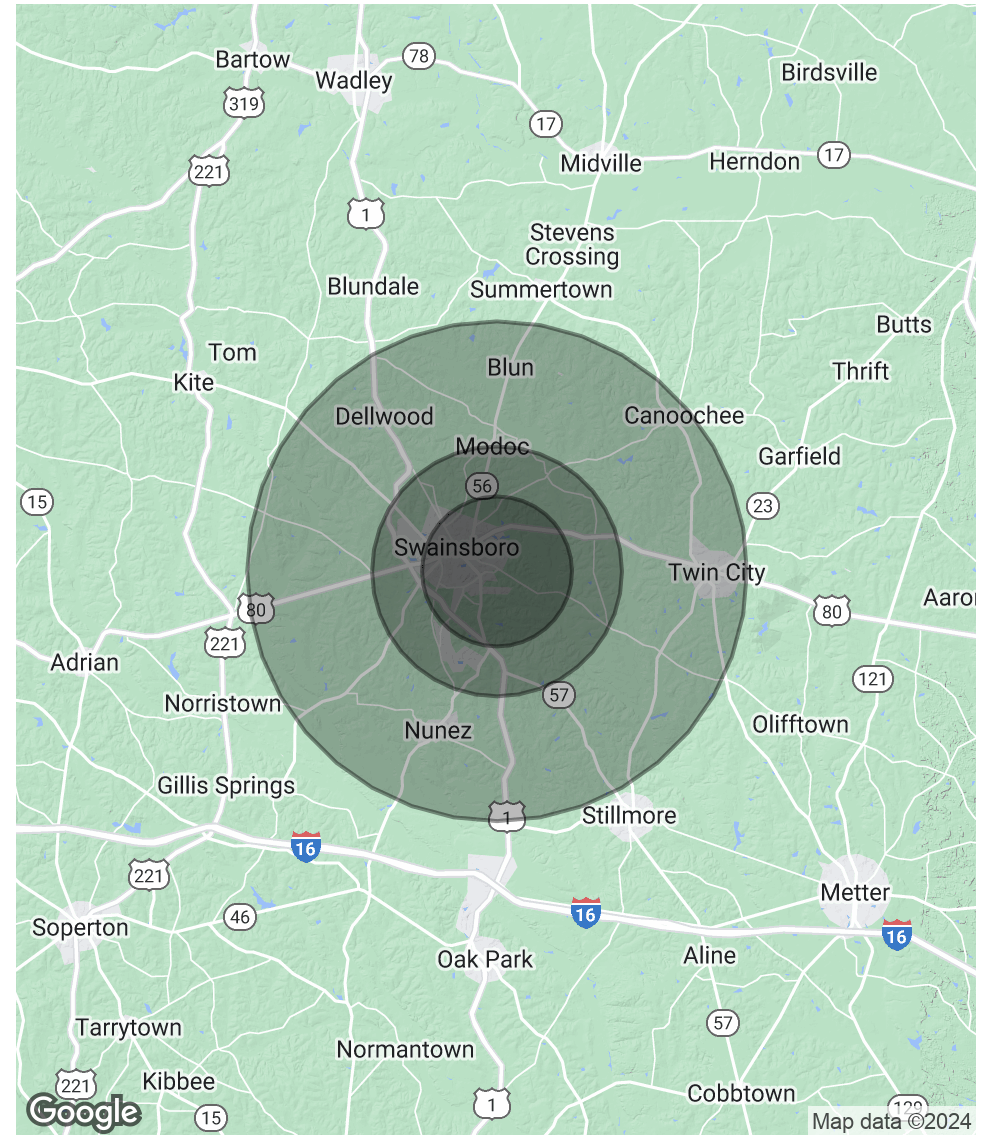 Bartow
78
Birdsville
Wadley
319
17
17
Midville
Herndon
221
1
Stevens
Crossing
Blundale
Summertown
Butts
Tom
Blun
Thrift
Kite
Dellwood
Canoochee
Modoc
Garfield
56
15
23
Swainsboro
Twin City
Aaro
80
80
221
Adrian
121
57
Norristown
Olifftown
Nunez
Gillis Springs
1
Stillmore
16
221
Metter
46
16
Soperton
16
Oak Park
Aline
57
Tarrytown
Normantown
221
Kibbee
Cobbtown
1
129
Google
15
Map data ©2024